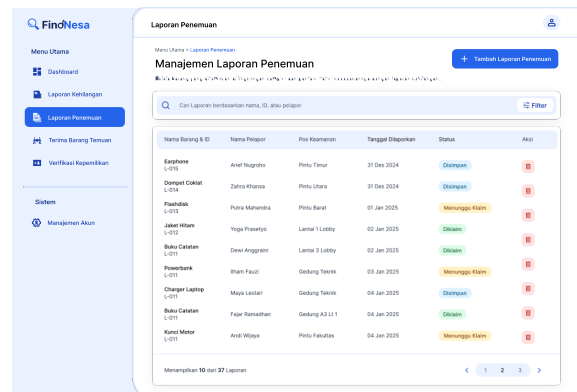 FindNesa
Laporan Penemuan
Menu Utama
Dashboard
Laporan Kehilangan
Laporan Penemuan
Terima Barang Temuan
Verifikasi Kepemilikan
Sistem
Manajemen Akun
Menu Utama > Laporan Penemuan
Manajemen Laporan Penemuan
Tambah Laporan Penemuan
Cari Laporan berdasarkan nama, ID, atau pelapor
Filter
Nama Barang & ID Nama Pelapor Pos Keamanan Tanggal Dilaporkan Status Aksi
Earphone
L-015 Arief Nugroho Pintu Timur 31 Des 2024 Disimpan
Dompet Coklat
L-014 Zahra Khansa Pintu Utara 31 Des 2024 Disimpan
Flashdisk
L-013 Putra Mahendra Pintu Barat 01 Jan 2025 Menunggu Klaim
Jaket Hitam
L-012 Yoga Prasetyo Lantai 1 Lobby 02 Jan 2025 Diklaim
Buku Catatan
L-011 Dewi Anggraini Lantai 3 Lobby 02 Jan 2025 Diklaim
Powerbank
L-011 Ilham Fauzi Gedung Teknik 03 Jan 2025 Menunggu Klaim
Charger Laptop
L-011 Maya Lestari Gedung Teknik 04 Jan 2025 Disimpan
Buku Catatan
L-011 Fajar Ramadhan Gedung A3 Lt 1 04 Jan 2025 Diklaim
Kunci Motor
L-011 Andi Wijaya Pintu Fakultas 04 Jan 2025 Menunggu Klaim
Menampilkan 10 dari 37 Laporan
1 2 3